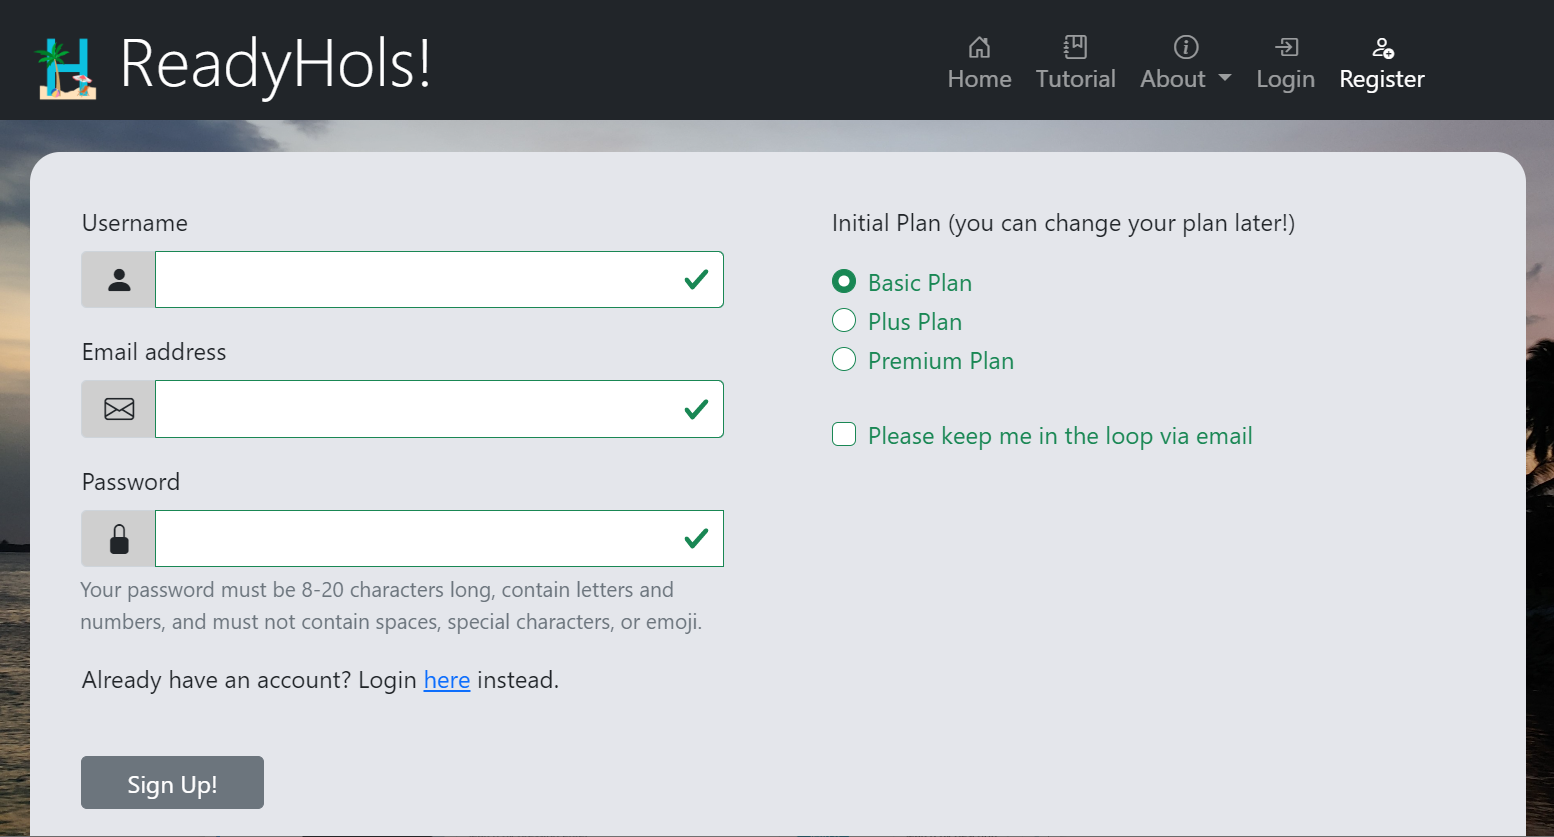 ReadyHols!
Home
Tutorial
About
Login
Register
Username
Email address
Password
Your password must be 8-20 characters long, contain letters and
numbers, and must not contain spaces, special characters, or emoji.
Already have an account? Login here instead.
Sign Up!
Initial Plan (you can change your plan later!)
Basic Plan
Plus Plan
Premium Plan
Please keep me in the loop via email